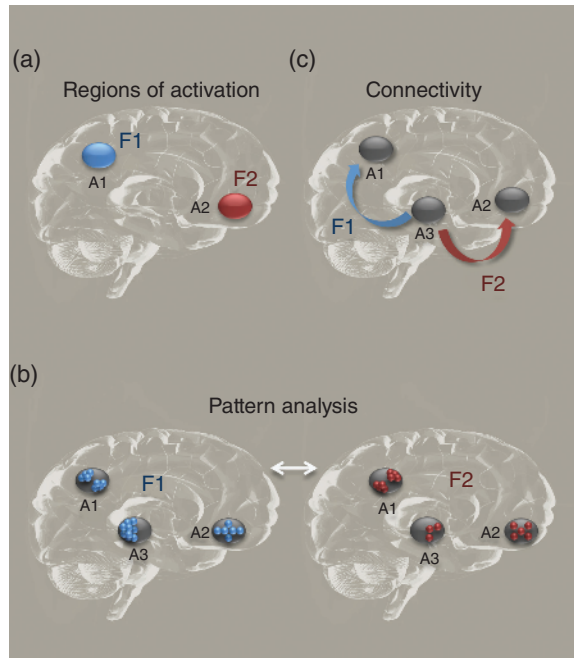 (a)
Regions of activation
F1
A1
F2
A2
(c)
Connectivity
A1
A2
F1
A3
F2
(b)
Pattern analysis
F1
A1
A2
A3
F2
A1
A2
A3